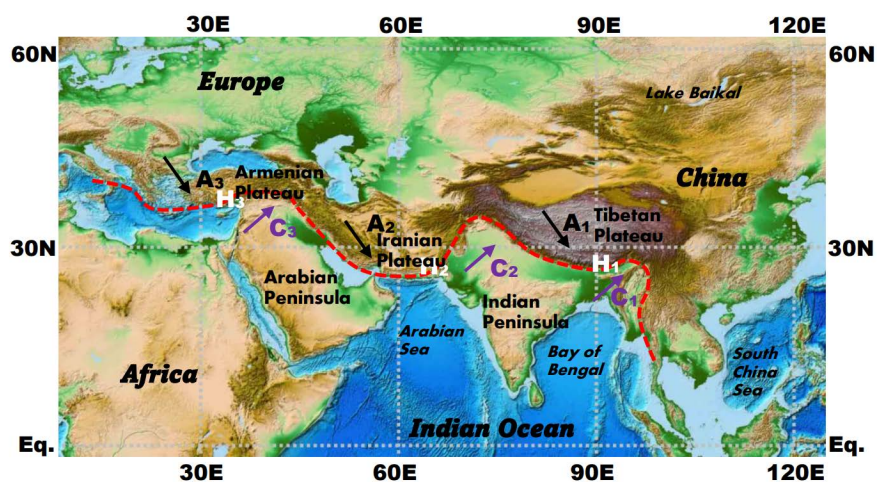 30E 60E 90E 120E
60N 60N
Europe
Lake Baikal
A3 Armenian
Plateau
H3
China
A2
Iranian
Plateau
H2
A1 Tibetan
Plateau
30N 30N
C3
C2
H1
C1
Arabian
Peninsula
Indian
Peninsula
Arabian
Sea
Bay of
Bengal
South
China
Sea
Africa
Indian Ocean
Eq. Eq.
30E 60E 90E 120E